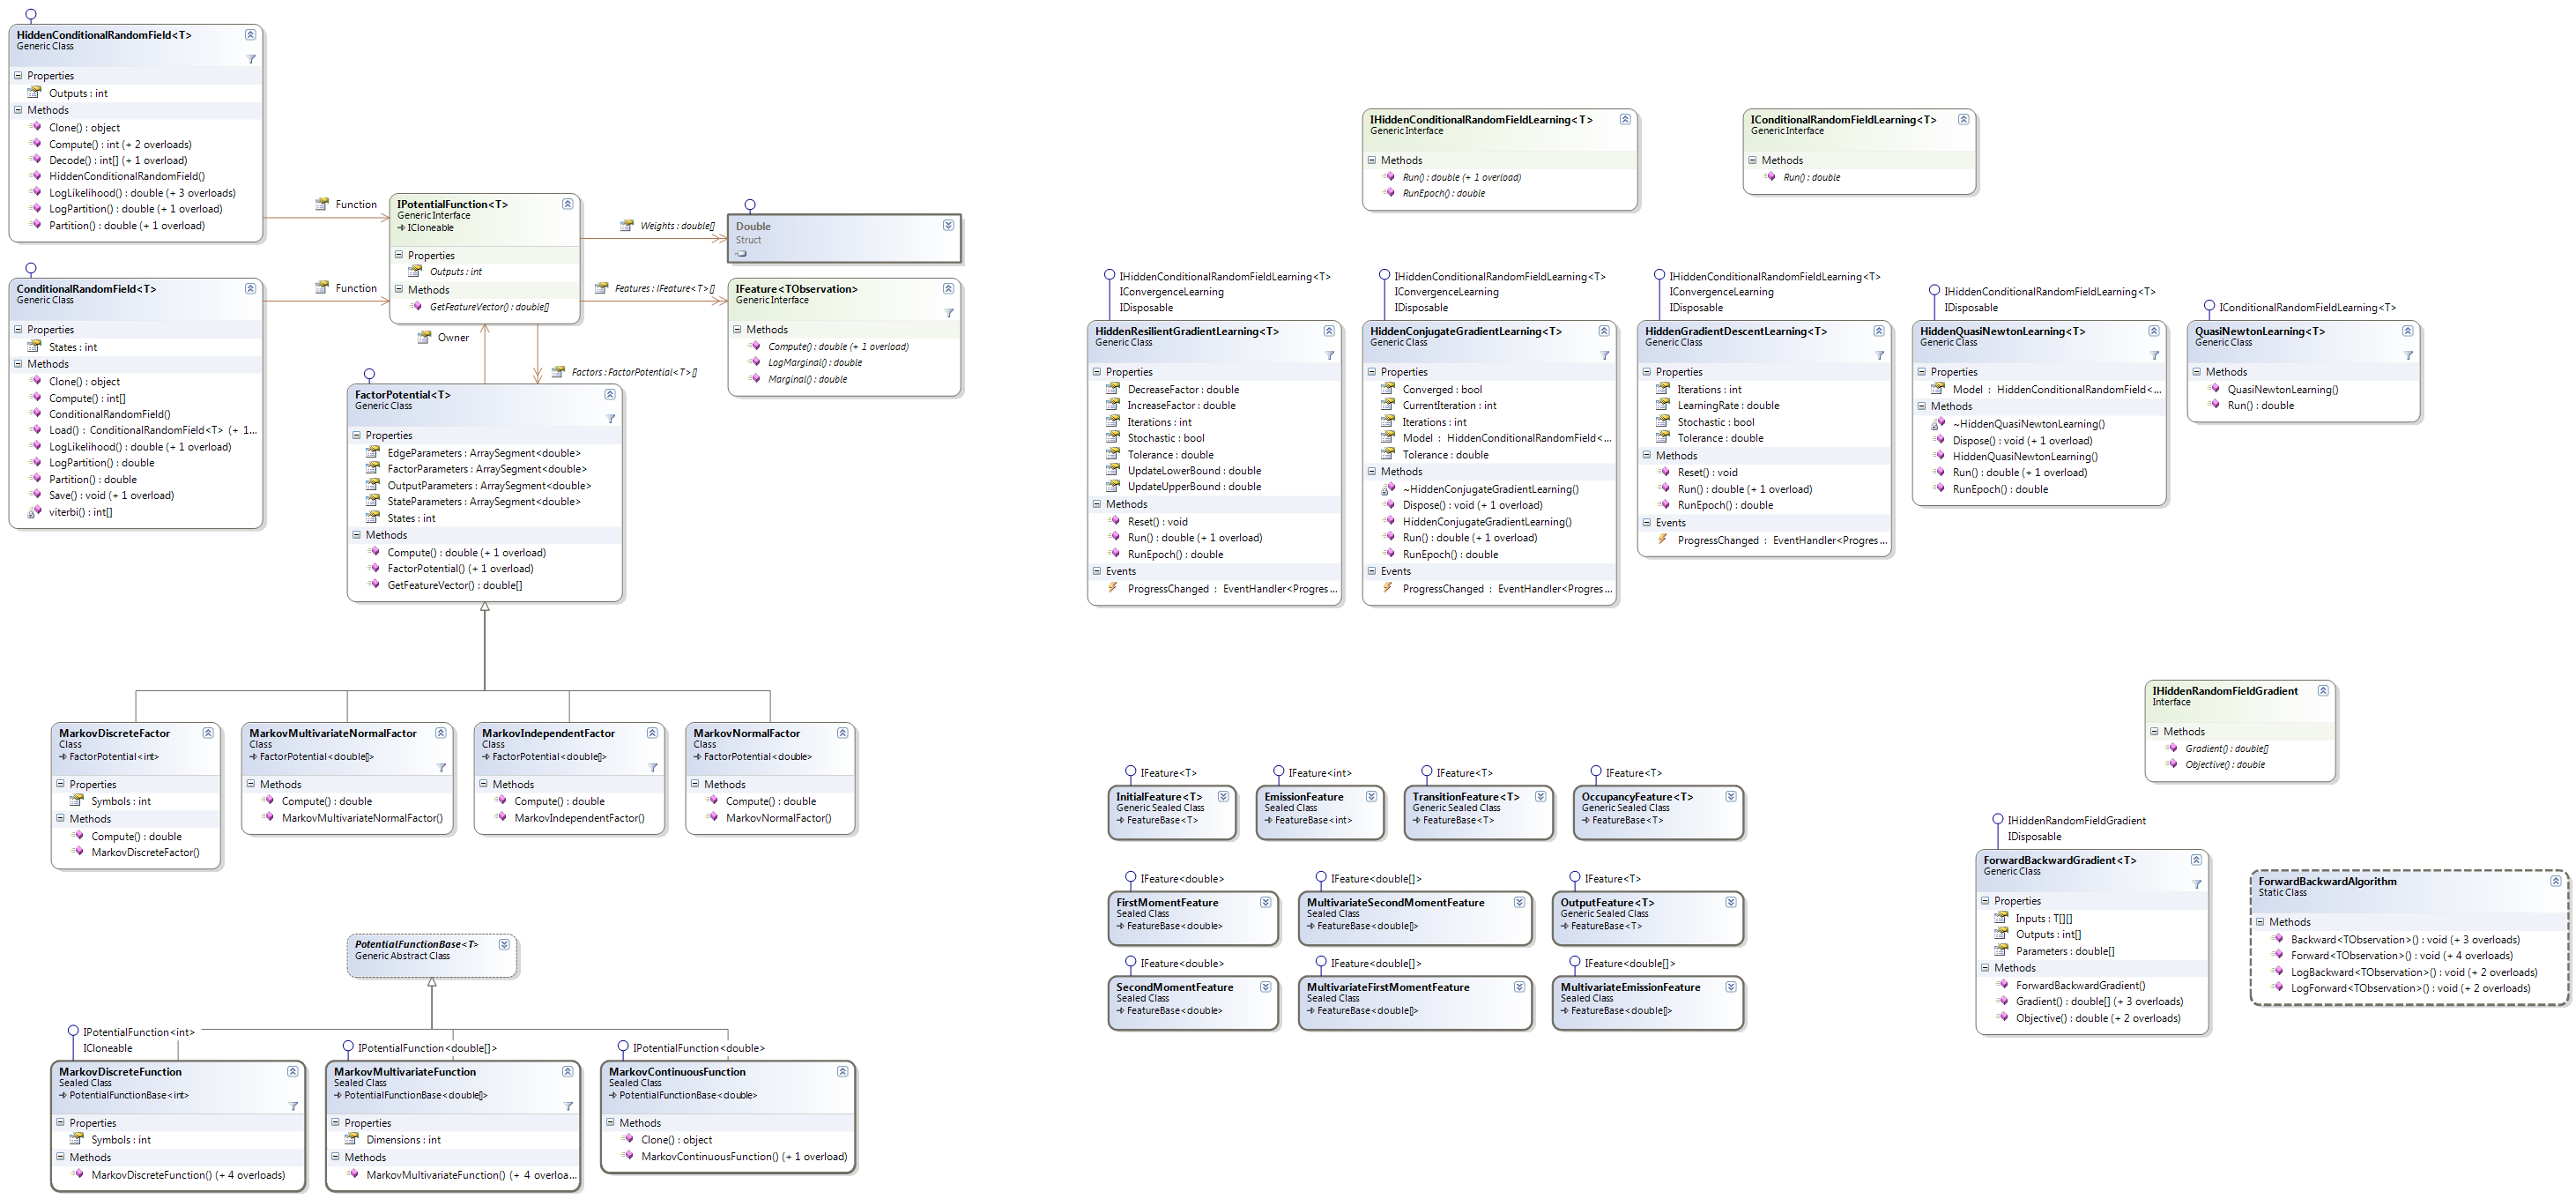 HiddenConditionalRandomField<T>
Generic Class
Properties
Outputs : int
Methods
Clone() : object
Compute() : int (+ 2 overloads)
Decode() : int[] (+ 1 overload)
HiddenConditionalRandomField()
LogLikelihood() : double (+ 3 overloads)
LogPartition() : double (+ 1 overload)
Partition() : double (+ 1 overload)
Function
ConditionalRandomField<T>
Generic Class
Properties
States : int
Methods
Clone() : object
Compute() : int[]
ConditionalRandomField()
Load() : ConditionalRandomField<T> (+ 1...
LogLikelihood() : double (+ 1 overload)
LogPartition() : double
Partition() : double
Save() : void (+ 1 overload)
viterbi() : int[]
Function
IPotentialFunction<T>
Generic Interface
ICloneable
Properties
Outputs : int
Methods
GetFeatureVector() : double[]
Weights : double[]
Double
Struct
Features : IFeature<T>[]
IFeature<TObservation>
Generic Interface
Methods
Compute() : double (+ 1 overload)
LogMarginal() : double
Marginal() : double
Owner
Factors : FactorPotential<T>[]
FactorPotential<T>
Generic Class
Properties
EdgeParameters : ArraySegment<double>
FactorParameters : ArraySegment<double>
OutputParameters : ArraySegment<double>
StateParameters : ArraySegment<double>
States : int
Methods
Compute() : double (+ 1 overload)
FactorPotential() (+ 1 overload)
GetFeatureVector() : double[]
MarkovDiscreteFactor
Class
FactorPotential<int>
Properties
Symbols : int
Methods
Compute() : double
MarkovDiscreteFactor()
MarkovMultivariateNormalFactor
Class
FactorPotential<double[]>
Methods
Compute() : double
MarkovMultivariateNormalFactor()
MarkovIndependentFactor
Class
FactorPotential<double[]>
Methods
Compute() : double
MarkovIndependentFactor()
MarkovNormalFactor
Class
FactorPotential<double>
Methods
Compute() : double
MarkovNormalFactor()
PotentialFunctionBase<T>
Generic Abstract Class
IPotentialFunction<int>
ICloneable
MarkovDiscreteFunction
Sealed Class
PotentialFunctionBase<int>
Properties
Symbols : int
Methods
MarkovDiscreteFunction() (+ 4 overloads)
IPotentialFunction<double[]>
MarkovMultivariateFunction
Sealed Class
PotentialFunctionBase<double[]>
Properties
Dimensions : int
Methods
MarkovMultivariateFunction() (+ 4 overloa...
IPotentialFunction<double>
MarkovContinuousFunction
Sealed Class
PotentialFunctionBase<double>
Methods
Clone() : object
MarkovContinuousFunction() (+ 1 overload)
IHiddenConditionalRandomFieldLearning<T>
Generic Interface
Methods
Run() : double (+ 1 overload)
RunEpoch() : double
IConditionalRandomFieldLearning<T>
Generic Interface
Methods
Run() : double
IHiddenConditionalRandomFieldLearning<T>
IConvergenceLearning
IDisposable
HiddenResilientGradientLearning<T>
Generic Class
Properties
DecreaseFactor : double
IncreaseFactor : double
Iterations : int
Stochastic : bool
Tolerance : double
UpdateLowerBound : double
UpdateUpperBound : double
Methods
Reset() : void
Run() : double (+ 1 overload)
RunEpoch() : double
Events
ProgressChanged : EventHandler<Progres...
IHiddenConditionalRandomFieldLearning<T>
IConvergenceLearning
IDisposable
HiddenConjugateGradientLearning<T>
Generic Class
Properties
Converged : bool
CurrentIteration : int
Iterations : int
Model : HiddenConditionalRandomField<...
Tolerance : double
Methods
~HiddenConjugateGradientLearning()
Dispose() : void (+ 1 overload)
HiddenConjugateGradientLearning()
Run() : double (+ 1 overload)
RunEpoch() : double
Events
ProgressChanged : EventHandler<Progres...
IHiddenConditionalRandomFieldLearning<T>
IConvergenceLearning
IDisposable
HiddenGradientDescentLearning<T>
Generic Class
Properties
Iterations : int
LearningRate : double
Stochastic : bool
Tolerance : double
Methods
Reset() : void
Run() : double (+ 1 overload)
RunEpoch() : double
Events
ProgressChanged : EventHandler<Progres...
IHiddenConditionalRandomFieldLearning<T>
IDisposable
HiddenQuasiNewtonLearning<T>
Generic Class
Properties
Model : HiddenConditionalRandomField<...
Methods
~HiddenQuasiNewtonLearning()
Dispose() : void (+ 1 overload)
HiddenQuasiNewtonLearning()
Run() : double (+ 1 overload)
RunEpoch() : double
IConditionalRandomFieldLearning<T>
QuasiNewtonLearning<T>
Generic Class
Methods
QuasiNewtonLearning()
Run() : double
IFeature<T>
InitialFeature<T>
Generic Sealed Class
FeatureBase<T>
IFeature<int>
EmissionFeature
Sealed Class
FeatureBase<int>
IFeature<T>
TransitionFeature<T>
Generic Sealed Class
FeatureBase<T>
IFeature<T>
OccupancyFeature<T>
Generic Sealed Class
FeatureBase<T>
IFeature<double>
FirstMomentFeature
Sealed Class
FeatureBase<double>
IFeature<double[]>
MultivariateSecondMomentFeature
Sealed Class
FeatureBase<double[]>
IFeature<T>
OutputFeature<T>
Generic Sealed Class
FeatureBase<T>
IFeature<double>
SecondMomentFeature
Sealed Class
FeatureBase<double>
IFeature<double[]>
MultivariateFirstMomentFeature
Sealed Class
FeatureBase<double[]>
IFeature<double[]>
MultivariateEmissionFeature
Sealed Class
FeatureBase<double[]>
IHiddenRandomFieldGradient
Interface
Methods
Gradient() : double[]
Objective() : double
IHiddenRandomFieldGradient
IDisposable
ForwardBackwardGradient<T>
Generic Class
Properties
Inputs : T[][]
Outputs : int[]
Parameters : double[]
Methods
ForwardBackwardGradient()
Gradient() : double[] (+ 3 overloads)
Objective() : double (+ 2 overloads)
ForwardBackwardAlgorithm
Static Class
Methods
Backward<TObservation>() : void (+ 3 overloads)
Forward<TObservation>() : void (+ 4 overloads)
LogBackward<TObservation>() : void (+ 2 overloads)
LogForward<TObservation>() : void (+ 2 overloads)